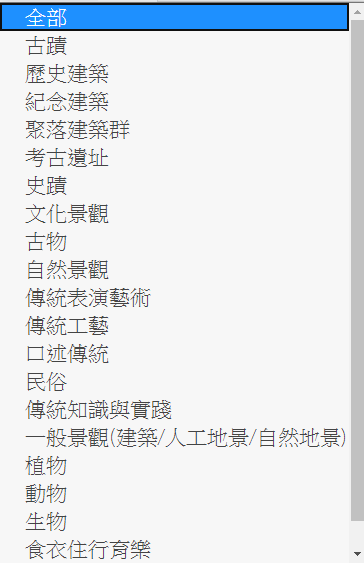 全部
古蹟
歷史建築
紀念建築
聚落建築群
考古遺址
史蹟
文化景觀
古物
自然景觀
傳統表演藝術
傳統工藝
口述傳統
民俗
傳統知識與實踐
一般景觀(建築/人工地景/自然地景)
植物
動物
生物
食衣住行育樂